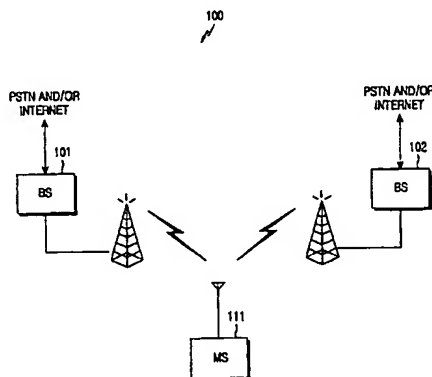 100
PSTN AND/OR
INTERNET
PSTN AND/OR
INTERNET
101
102
BS
BS
111
MS